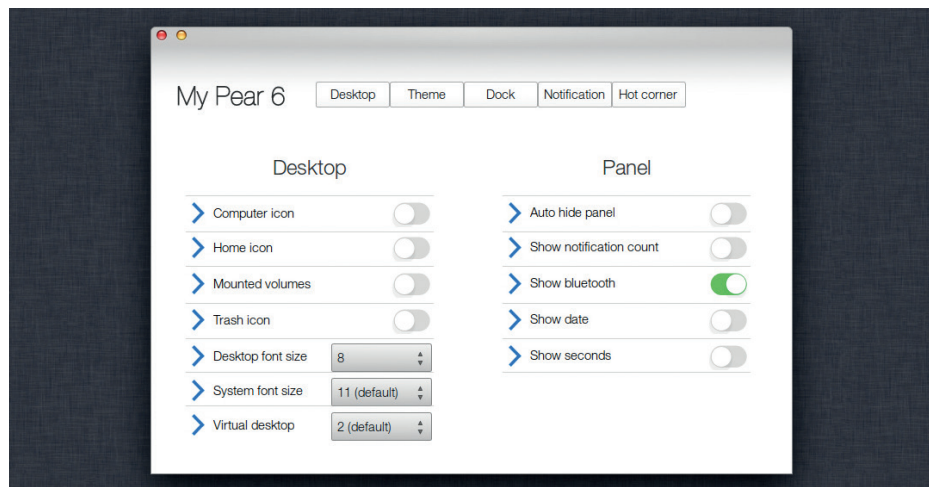 My Pear 6
Desktop
Theme
Dock
Notification
Hot corner
Desktop
Computer icon
Home icon
Mounted volumes
Trash icon
Desktop font size
8
System font size
11 (default)
Virtual desktop
2 (default)
Panel
Auto hide panel
Show notification count
Show bluetooth
Show date
Show seconds